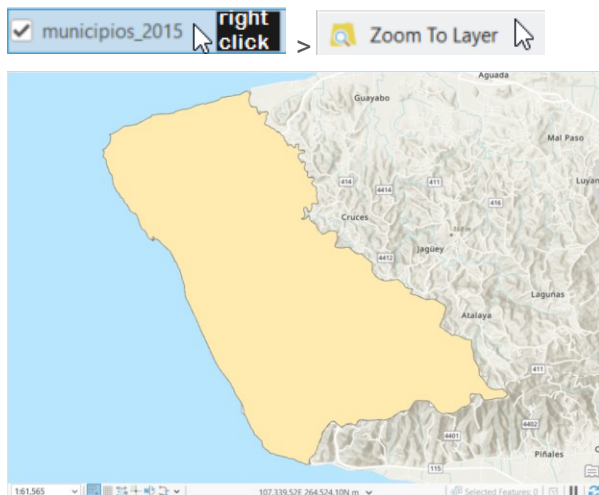 municipios_2015 right click > Zoom To Layer
Aguada
Guayabo
Mal Paso
414
4414
411
Luyan
416
Cruces
Jagüey
4412
Lagunas
Atalaya
411
4402
4401
Piñales
115
1:61,565
107,339.52E 264,524.10N m
Selected Features: 0